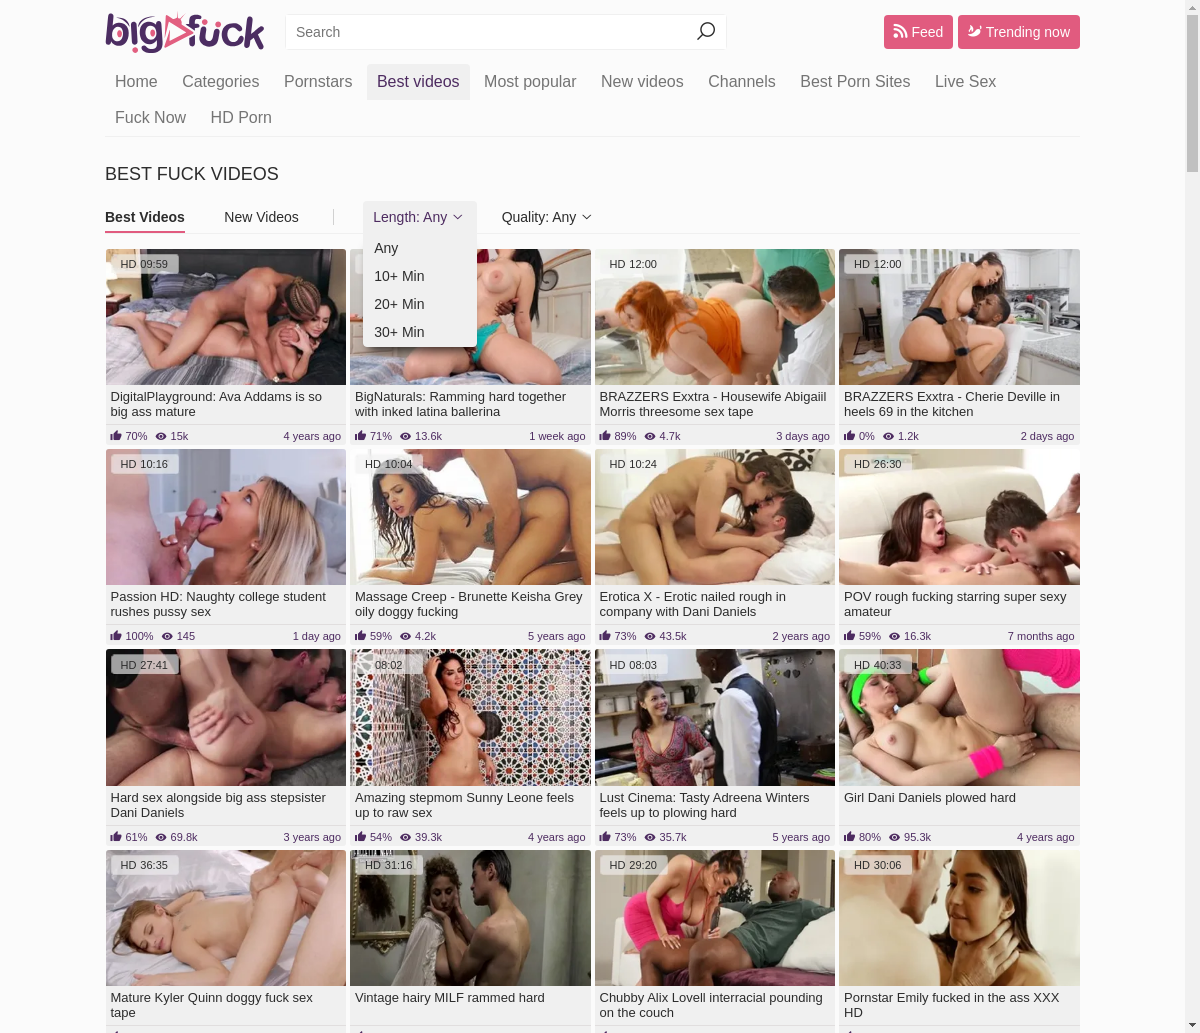 bigfuck
Search
Feed
Trending now
Home Categories Pornstars Best videos Most popular New videos Channels Best Porn Sites Live Sex
Fuck Now HD Porn
BEST FUCK VIDEOS
Best Videos New Videos Length: Any Quality: Any
Any
10+ Min
20+ Min
30+ Min
HD 09:59
DigitalPlayground: Ava Addams is so
big ass mature
70% 15k 4 years ago
BigNaturals: Ramming hard together
with inked latina ballerina
71% 13.6k 1 week ago
HD 12:00
BRAZZERS Exxtra - Housewife Abigaiil
Morris threesome sex tape
89% 4.7k 3 days ago
HD 12:00
BRAZZERS Exxtra - Cherie Deville in
heels 69 in the kitchen
0% 1.2k 2 days ago
HD 10:16
Passion HD: Naughty college student
rushes pussy sex
100% 145 1 day ago
HD 10:04
Massage Creep - Brunette Keisha Grey
oily doggy fucking
59% 4.2k 5 years ago
HD 10:24
Erotica X - Erotic nailed rough in
company with Dani Daniels
73% 43.5k 2 years ago
HD 26:30
POV rough fucking starring super sexy
amateur
59% 16.3k 7 months ago
HD 27:41
Hard sex alongside big ass stepsister
Dani Daniels
61% 69.8k 3 years ago
08:02
Amazing stepmom Sunny Leone feels
up to raw sex
54% 39.3k 4 years ago
HD 08:03
Lust Cinema: Tasty Adreena Winters
feels up to plowing hard
73% 35.7k 5 years ago
HD 40:33
Girl Dani Daniels plowed hard
80% 95.3k 4 years ago
HD 36:35
Mature Kyler Quinn doggy fuck sex
tape
HD 31:16
Vintage hairy MILF rammed hard
HD 29:20
Chubby Alix Lovell interracial pounding
on the couch
HD 30:06
Pornstar Emily fucked in the ass XXX
HD